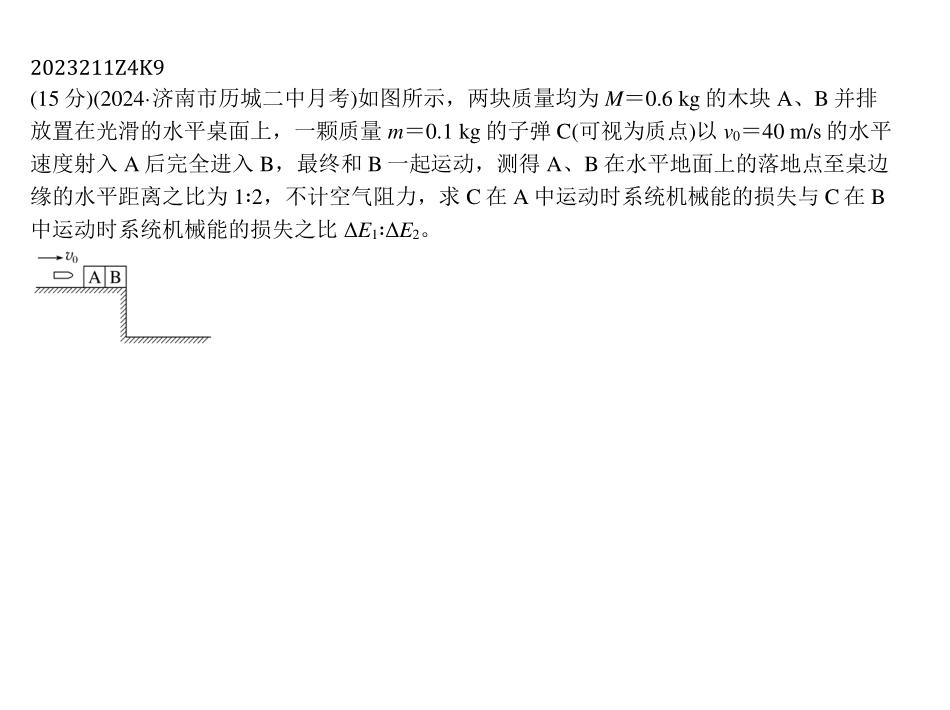 2023211Z4K9
(15 分)(2024·济南市历城二中月考)如图所示，两块质量均为 M＝0.6 kg 的木块 A、B 并排
放置在光滑的水平桌面上，一颗质量 m＝0.1 kg 的子弹 C(可视为质点)以 v0＝40 m/s 的水平
速度射入 A 后完全进入 B，最终和 B 一起运动，测得 A、B 在水平地面上的落地点至桌边
缘的水平距离之比为 1∶2，不计空气阻力，求 C 在 A 中运动时系统机械能的损失与 C 在 B
中运动时系统机械能的损失之比 ΔE1∶ΔE2。
v0
A B